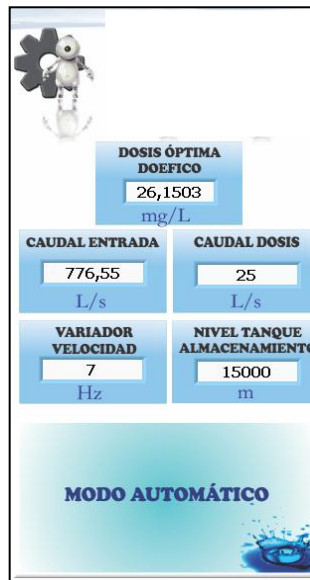 DOSIS ÓPTIMA
DOEFICO
26,1503
mg/L
CAUDAL ENTRADA
776,55
L/s
CAUDAL DOSIS
25
L/s
VARIADOR
VELOCIDAD
7
Hz
NIVEL TANQUE
ALMACENAMIENTO
15000
m
MODO AUTOMÁTICO